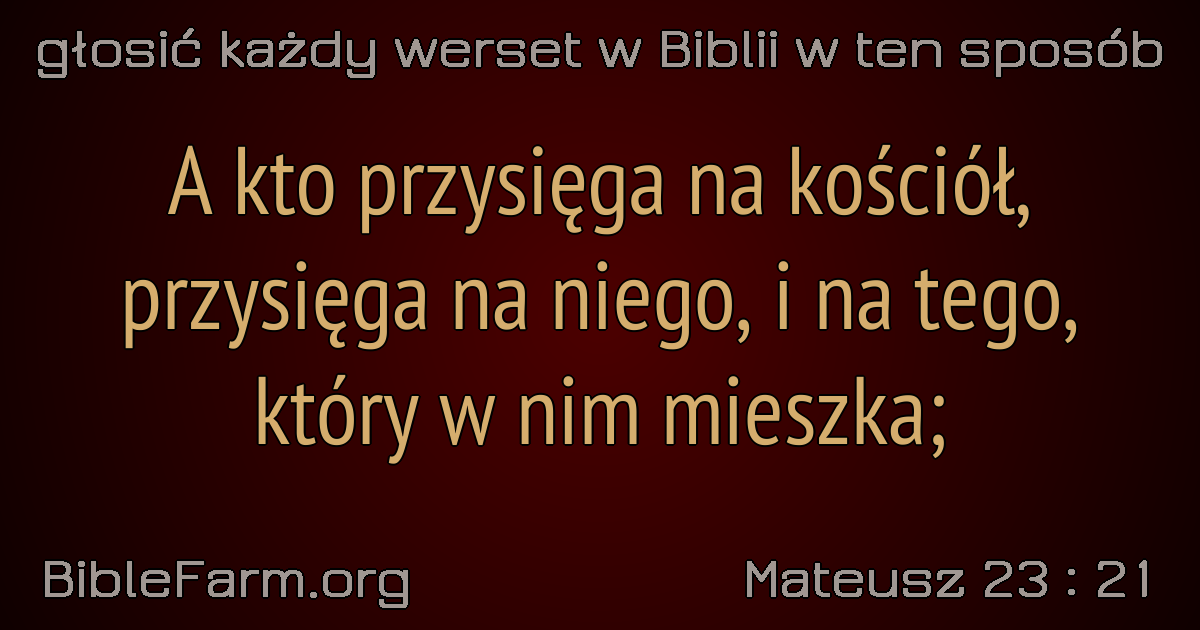 głosić każdy werset w Biblii w ten sposób
A kto przysięga na kościół,
przysięga na niego, i na tego,
który w nim mieszka;
BibleFarm.org
Mateusz 23 : 21